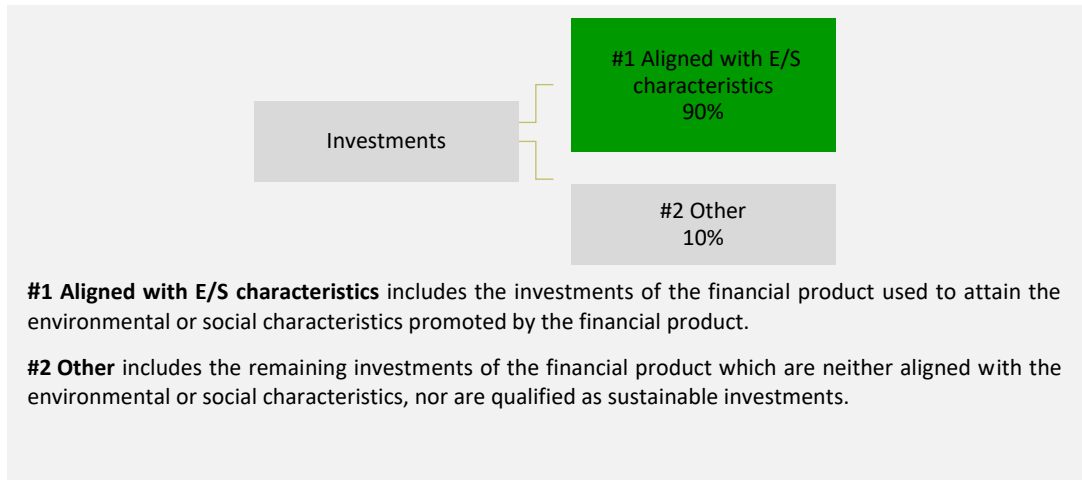 #1 Aligned with E/S
characteristics
90%
Investments
#2 Other
10%
#1 Aligned with E/S characteristics includes the investments of the financial product used to attain the
environmental or social characteristics promoted by the financial product.
#2 Other includes the remaining investments of the financial product which are neither aligned with the
environmental or social characteristics, nor are qualified as sustainable investments.